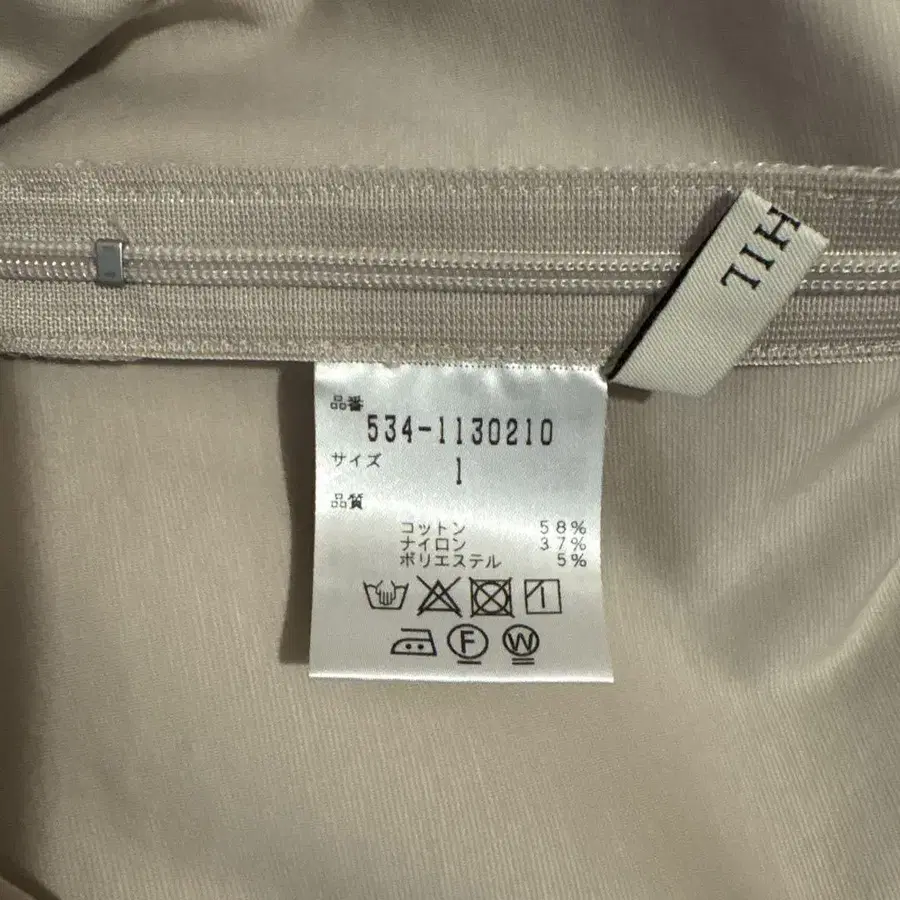 HIL
品番
534-1130210
サイズ
1
品質
コットン 58%
ナイロン 37%
ポリエステル 5%
F W